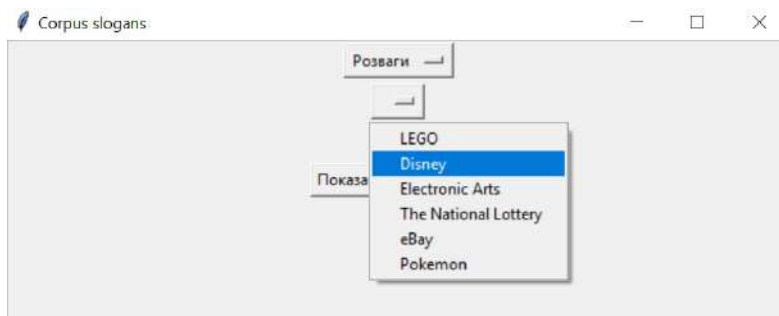 Corpus slogans
Розваги
LEGO
Disney
Показа
Electronic Arts
The National Lottery
eBay
Pokemon